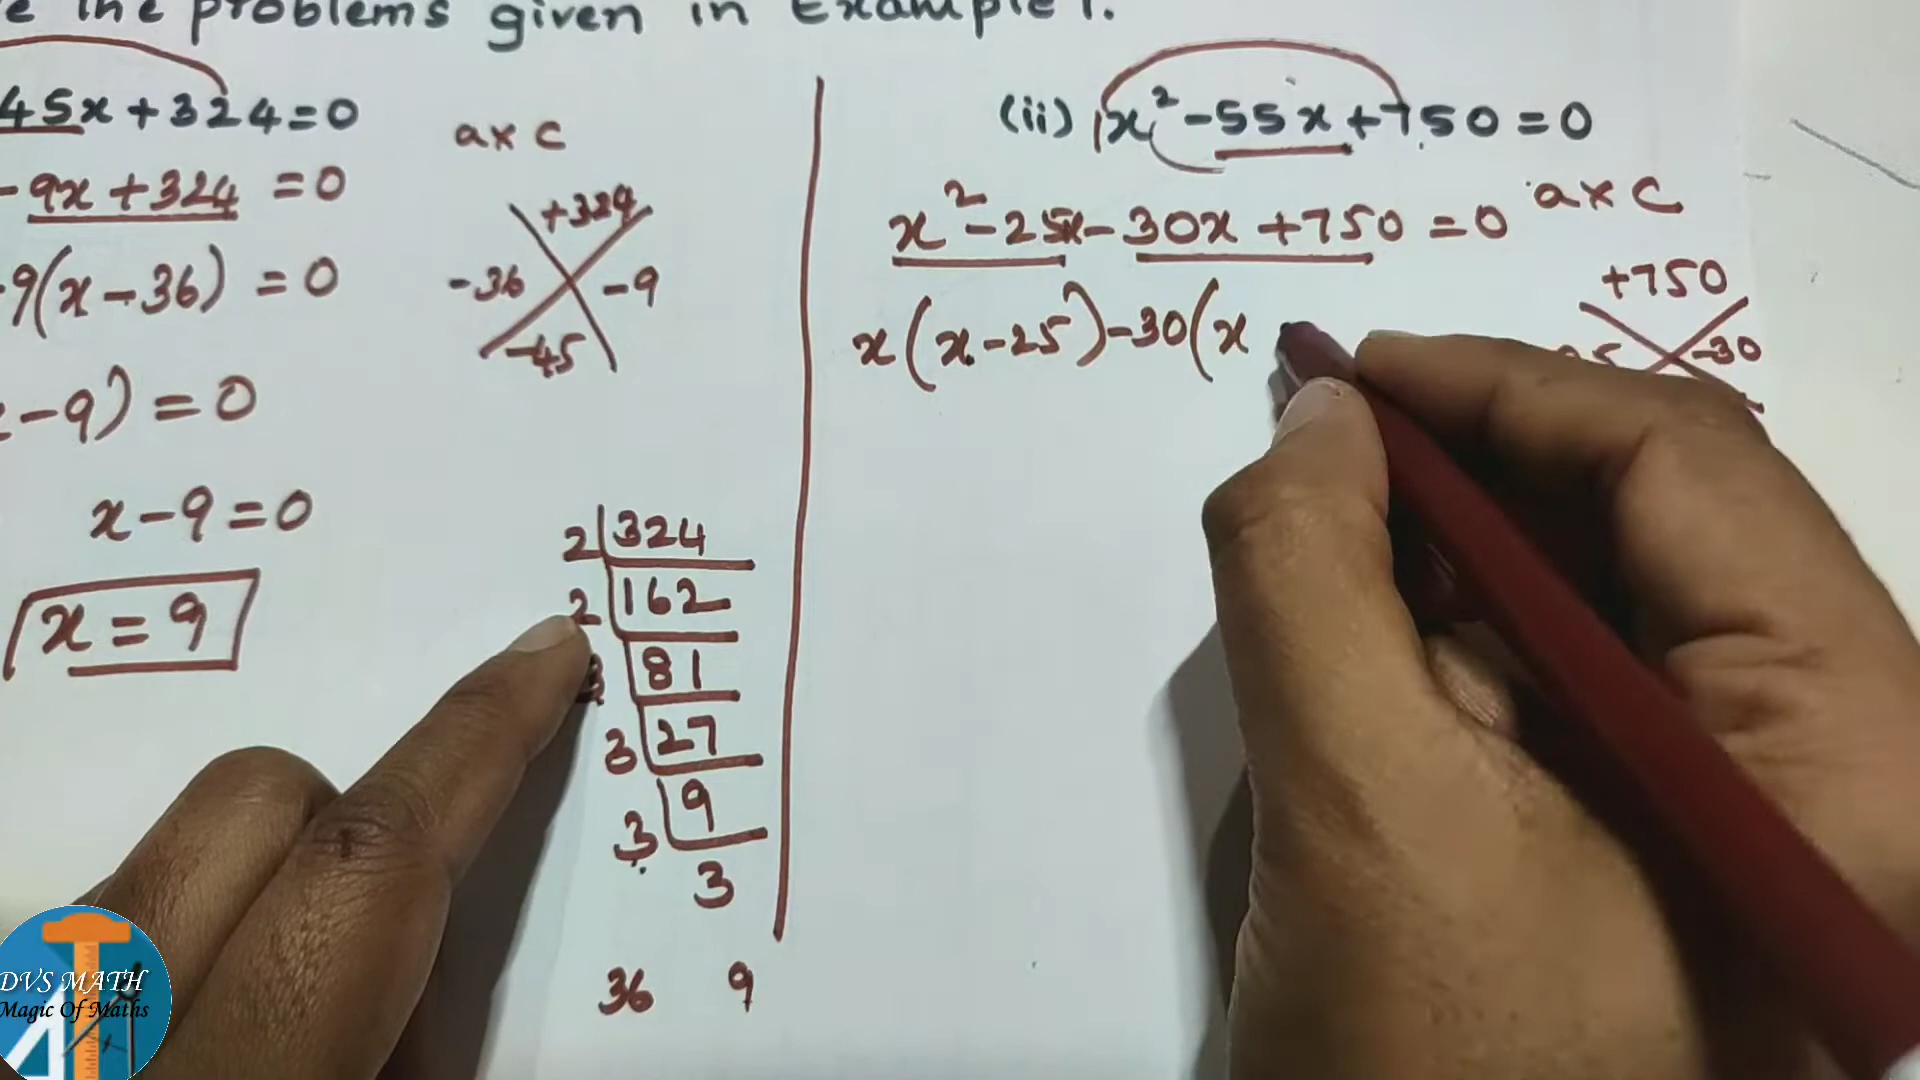 the problems given in Example 1.
45x+324=0
a x c
-9x+324 =0
+324
-36 -9
-45
-9(x-36) =0
-9)=0
x-9=0
x=9
2 324
2 162
81
3 27
3 9
3
36 9
(ii) x²-55x+750=0
x²-25x-30x+750=0
a x c
+750
-30
x(x-25)-30(x
DVS MATH
Magic Of Maths